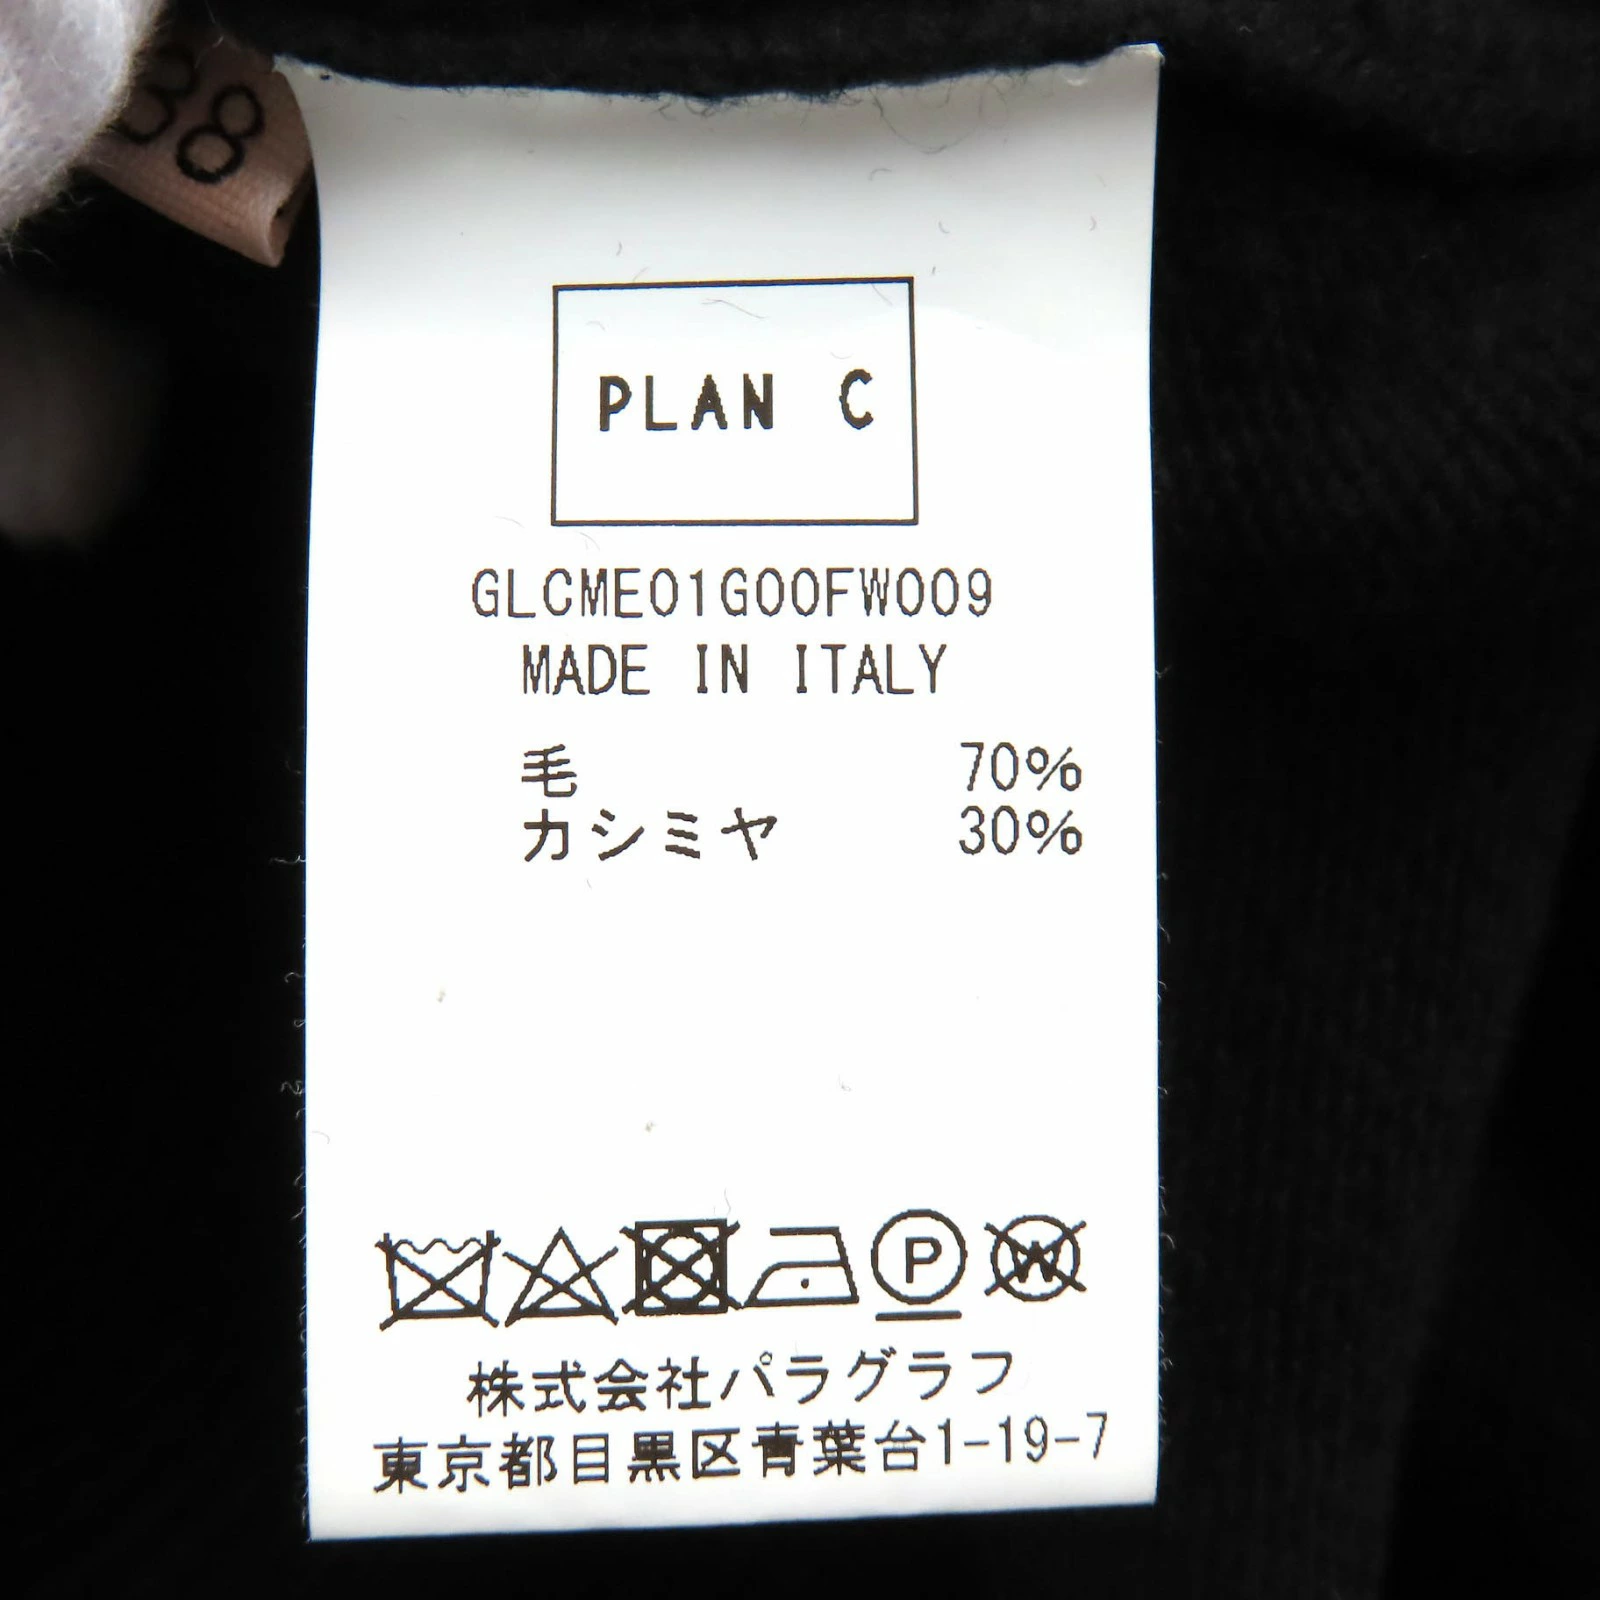 38
PLAN C
GLCME01G00FW009
MADE IN ITALY
毛 70%
カシミヤ 30%
P W
株式会社パラグラフ
東京都目黒区青葉台1-19-7